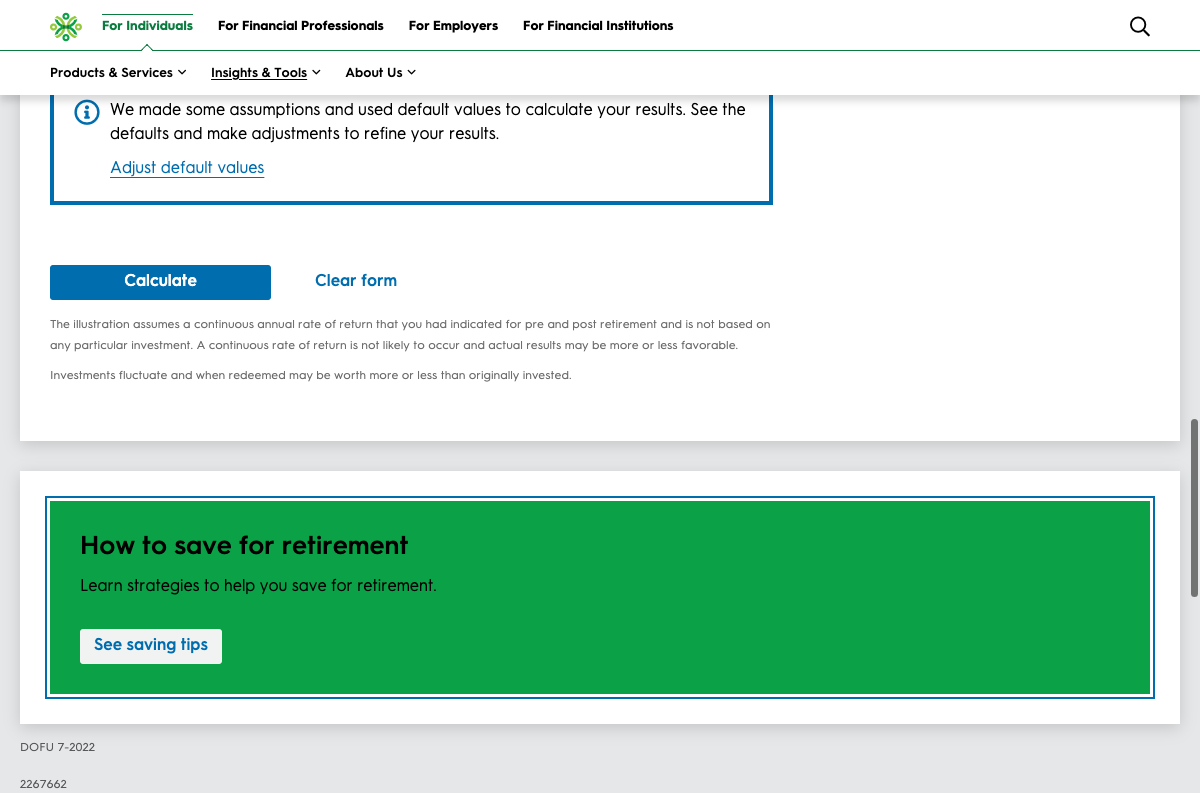 For Individuals
For Financial Professionals
For Employers
For Financial Institutions
Products & Services
Insights & Tools
About Us
We made some assumptions and used default values to calculate your results. See the
defaults and make adjustments to refine your results.
Adjust default values
Calculate
Clear form
The illustration assumes a continuous annual rate of return that you had indicated for pre and post retirement and is not based on
any particular investment. A continuous rate of return is not likely to occur and actual results may be more or less favorable.
Investments fluctuate and when redeemed may be worth more or less than originally invested.
How to save for retirement
Learn strategies to help you save for retirement.
See saving tips
DOFU 7-2022
2267662